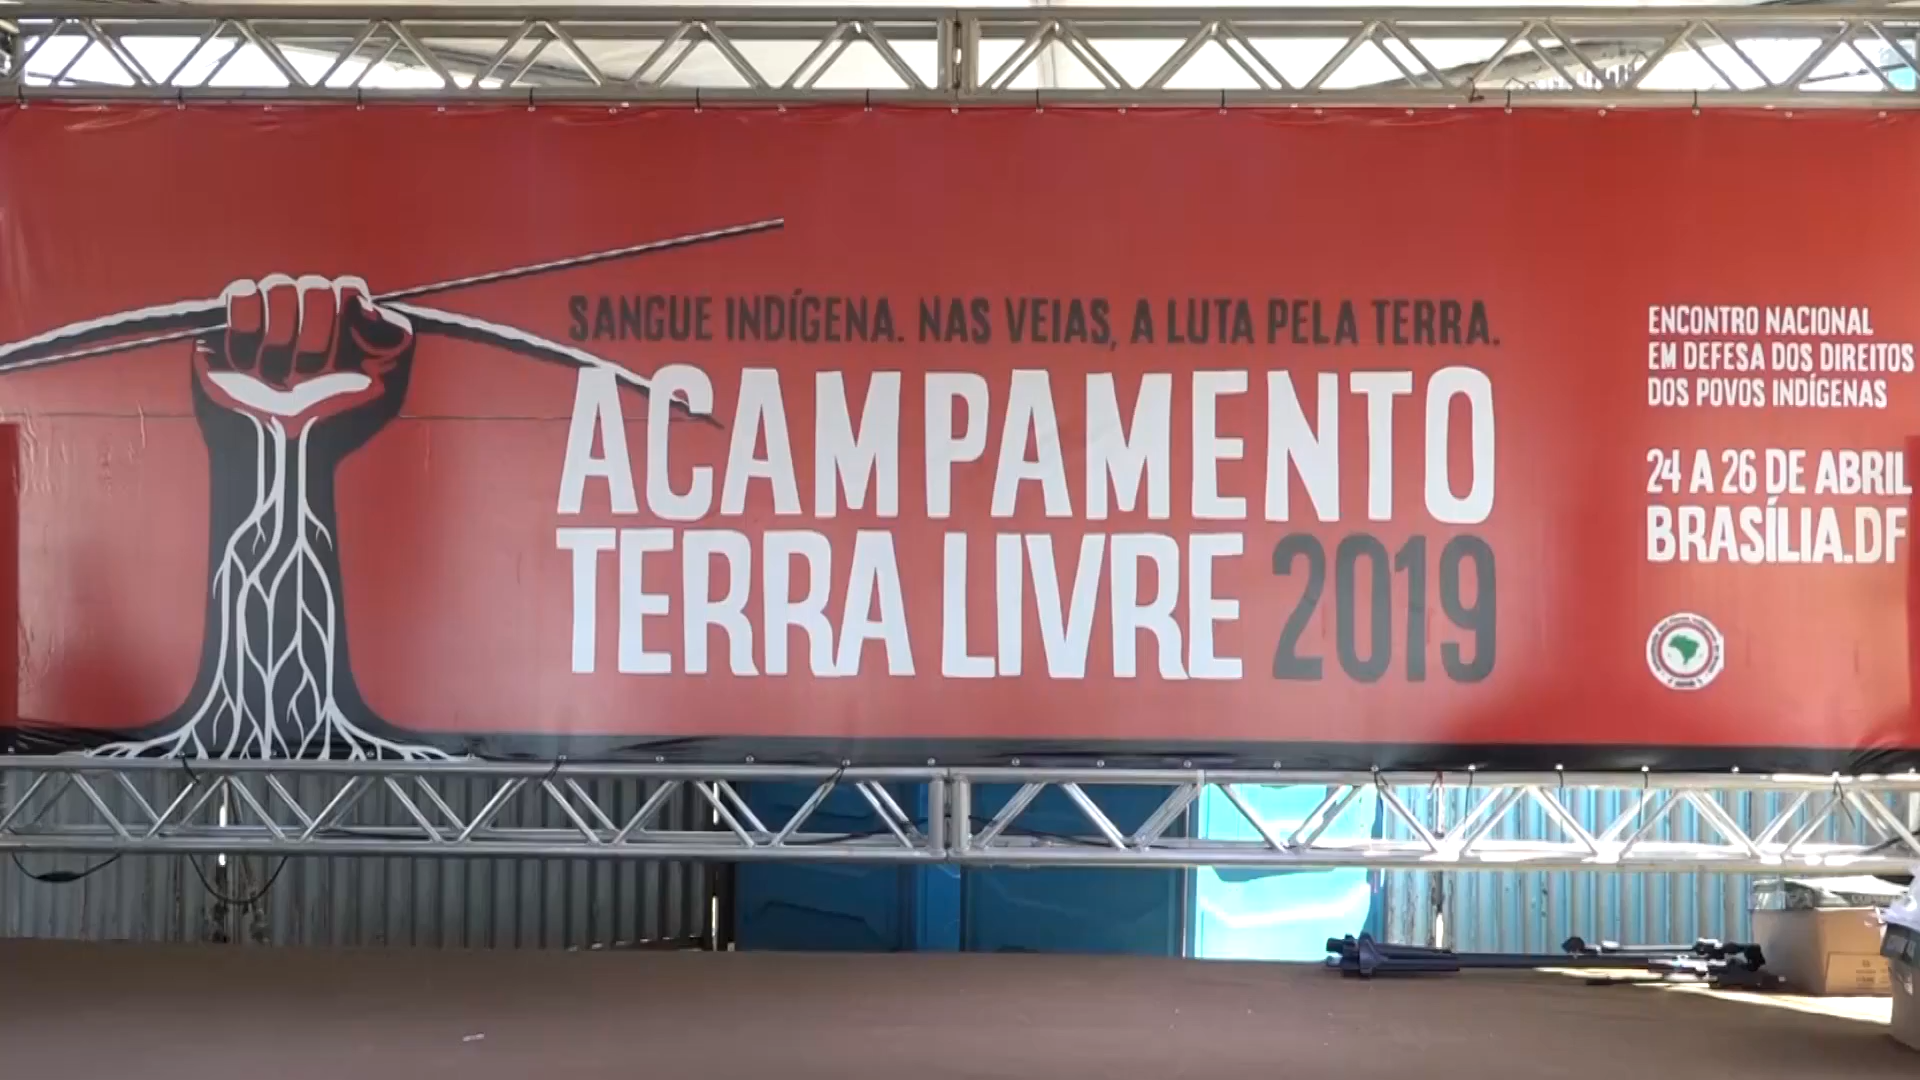 SANGUE INDÍGENA. NAS VEIAS, A LUTA PELA TERRA.
ACAMPAMENTO
TERRA LIVRE 2019
ENCONTRO NACIONAL
EM DEFESA DOS DIREITOS
DOS POVOS INDÍGENAS
24 A 26 DE ABRIL
BRASÍLIA.DF